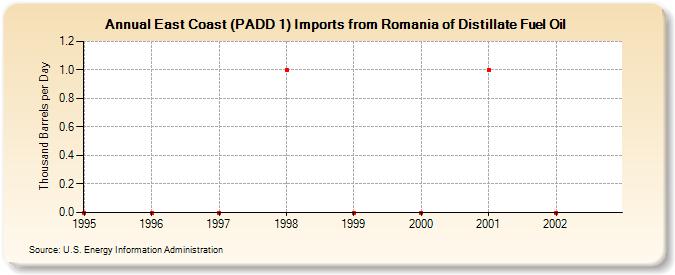 Annual East Coast (PADD 1) Imports from Romania of Distillate Fuel Oil
Thousand Barrels per Day
1.2
1.0
0.8
0.6
0.4
0.2
0.0
1995 1996 1997 1998 1999 2000 2001 2002
Source: U.S. Energy Information Administration